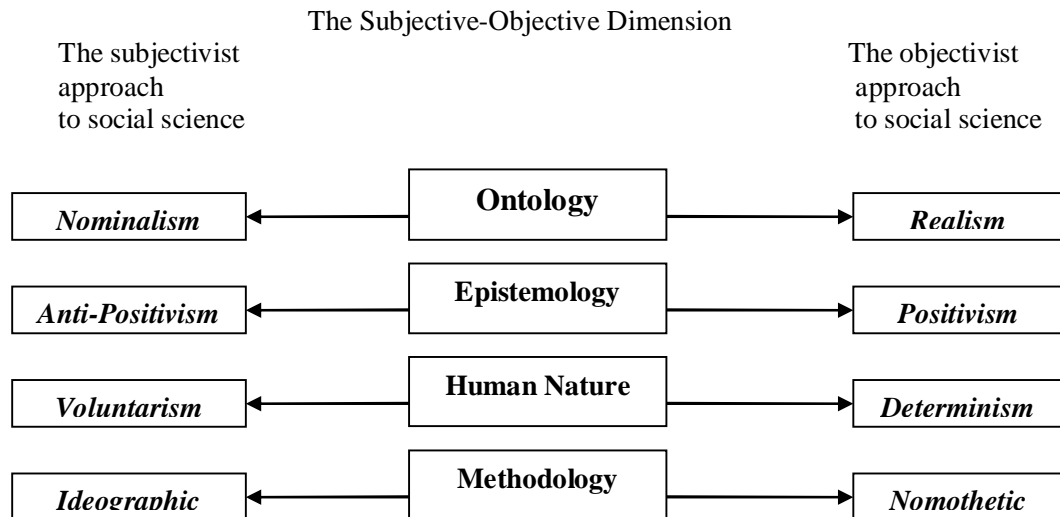 The Subjective-Objective Dimension
The subjectivist
approach
to social science
The objectivist
approach
to social science
Ontology
Nominalism
Realism
Epistemology
Anti-Positivism
Positivism
Human Nature
Voluntarism
Determinism
Methodology
Ideographic
Nomothetic